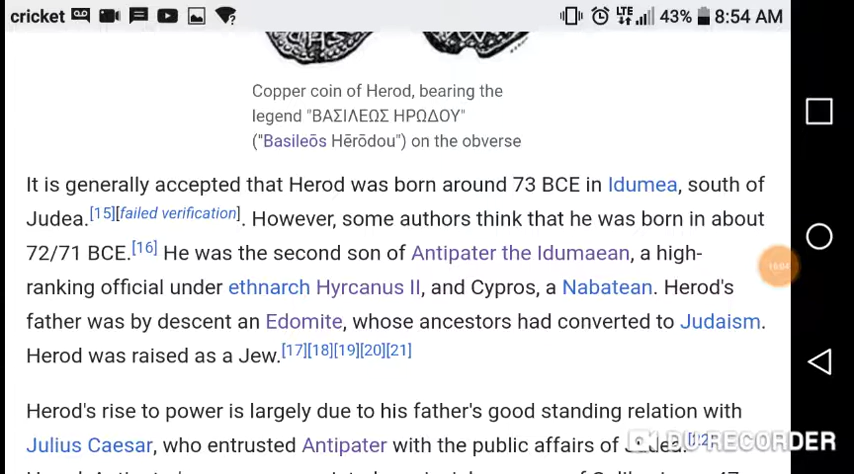 cricket LTE 43% 8:54 AM
Copper coin of Herod, bearing the
legend "ΒΑΣΙΛΕΩΣ ΗΡΩΔΟΥ"
("Basileōs Hērōdou") on the obverse
It is generally accepted that Herod was born around 73 BCE in Idumea, south of
Judea.[15][failed verification]. However, some authors think that he was born in about
72/71 BCE.[16] He was the second son of Antipater the Idumaean, a high-
ranking official under ethnarch Hyrcanus II, and Cypros, a Nabatean. Herod's
father was by descent an Edomite, whose ancestors had converted to Judaism.
Herod was raised as a Jew.[17][18][19][20][21]
Herod's rise to power is largely due to his father's good standing relation with
Julius Caesar, who entrusted Antipater with the public affairs of Judea.[22]
DU RECORDER